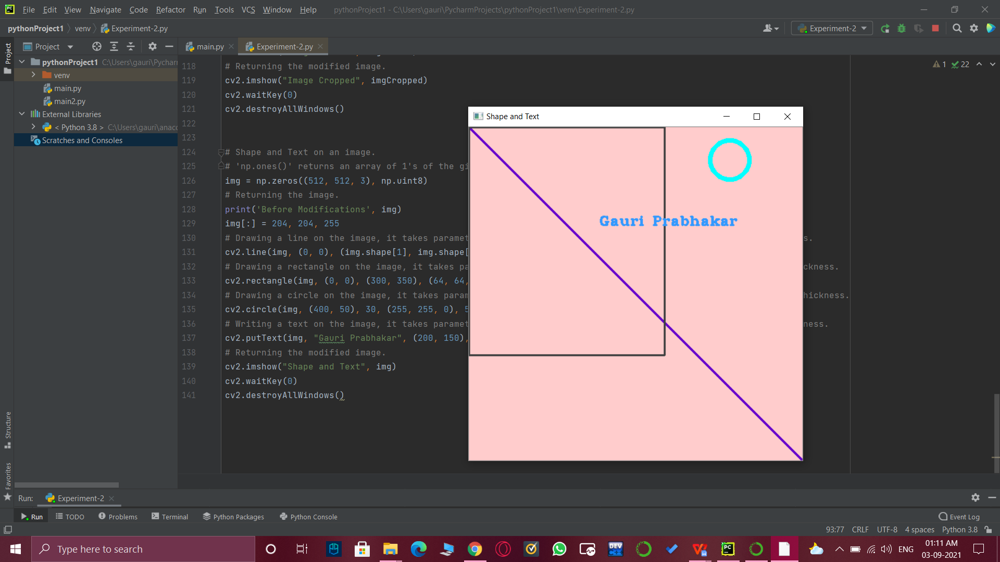 File Edit View Navigate Code Refactor Run Tools VCS Window Help pythonProject1 - C:\Users\gauri\PycharmProjects\pythonProject1\venv\Experiment-2.py
pythonProject1 venv Experiment-2.py Experiment-2
Project main.py Experiment-2.py
Project
pythonProject1 C:\Users\gauri\Pycharm
venv
main.py
main2.py
External Libraries
< Python 3.8 > C:\Users\gauri\anac
Scratches and Consoles
1 22
118 # Returning the modified image.
119 cv2.imshow("Image Cropped", imgCropped)
120 cv2.waitKey(0)
121 cv2.destroyAllWindows()
122
123
124 # Shape and Text on an image.
125 # 'np.ones()' returns an array of 1's of the gi
126 img = np.zeros((512, 512, 3), np.uint8)
127 # Returning the image.
128 print('Before Modifications', img)
129 img[:] = 204, 204, 255
130 # Drawing a line on the image, it takes paramet s.
131 cv2.line(img, (0, 0), (img.shape[1], img.shape[
132 # Drawing a rectangle on the image, it takes pa ckness.
133 cv2.rectangle(img, (0, 0), (300, 350), (64, 64,
134 # Drawing a circle on the image, it takes param hickness.
135 cv2.circle(img, (400, 50), 30, (255, 255, 0), 5
136 # Writing a text on the image, it takes paramet ness.
137 cv2.putText(img, "Gauri Prabhakar", (200, 150),
138 # Returning the modified image.
139 cv2.imshow("Shape and Text", img)
140 cv2.waitKey(0)
141 cv2.destroyAllWindows()
Shape and Text
Gauri Prabhakar
Structure
Favorites
Run: Experiment-2
Run TODO Problems Terminal Python Packages Python Console Event Log
93:77 CRLF UTF-8 4 spaces Python 3.8
Type here to search ENG 01:11 AM
03-09-2021